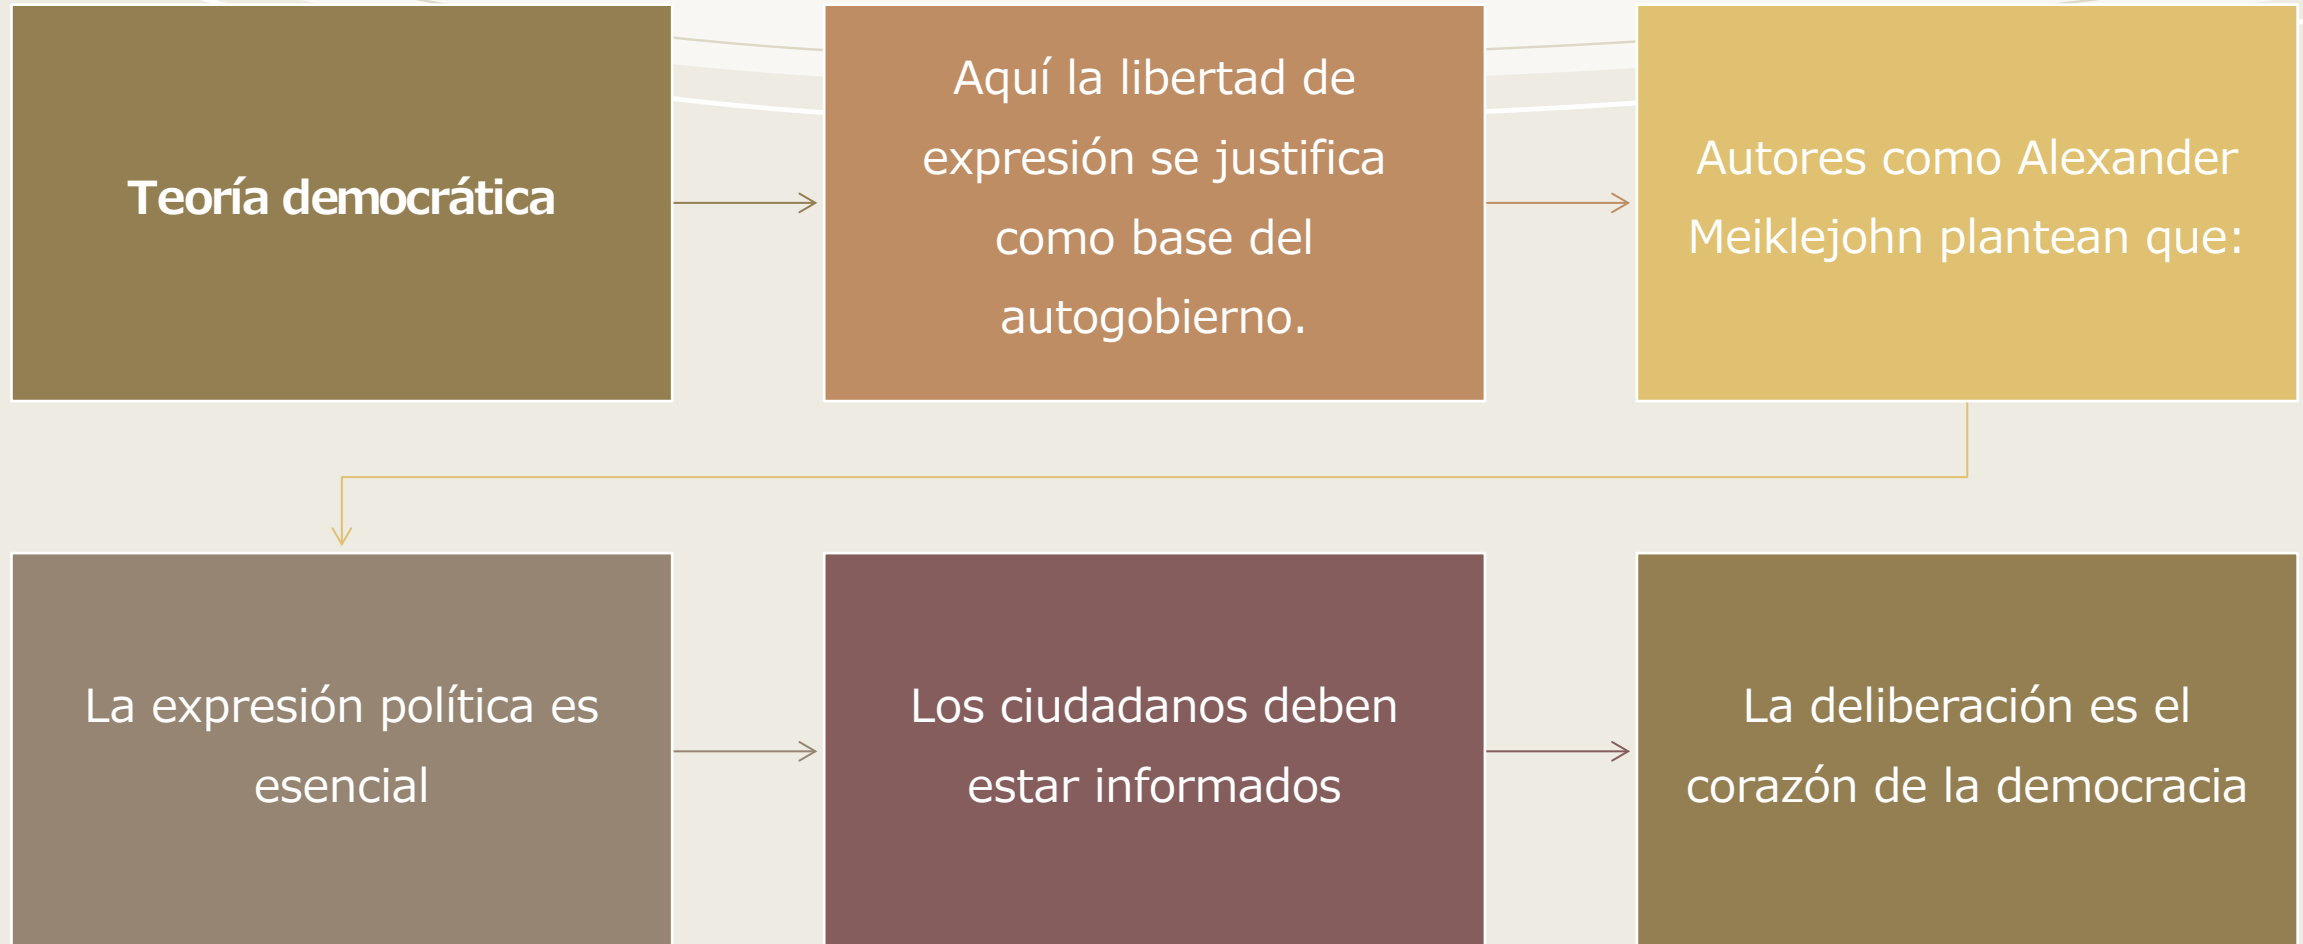 Teoría democrática
Aquí la libertad de
expresión se justifica
como base del
autogobierno.
Autores como Alexander
Meiklejohn plantean que:
La expresión política es
esencial
Los ciudadanos deben
estar informados
La deliberación es el
corazón de la democracia